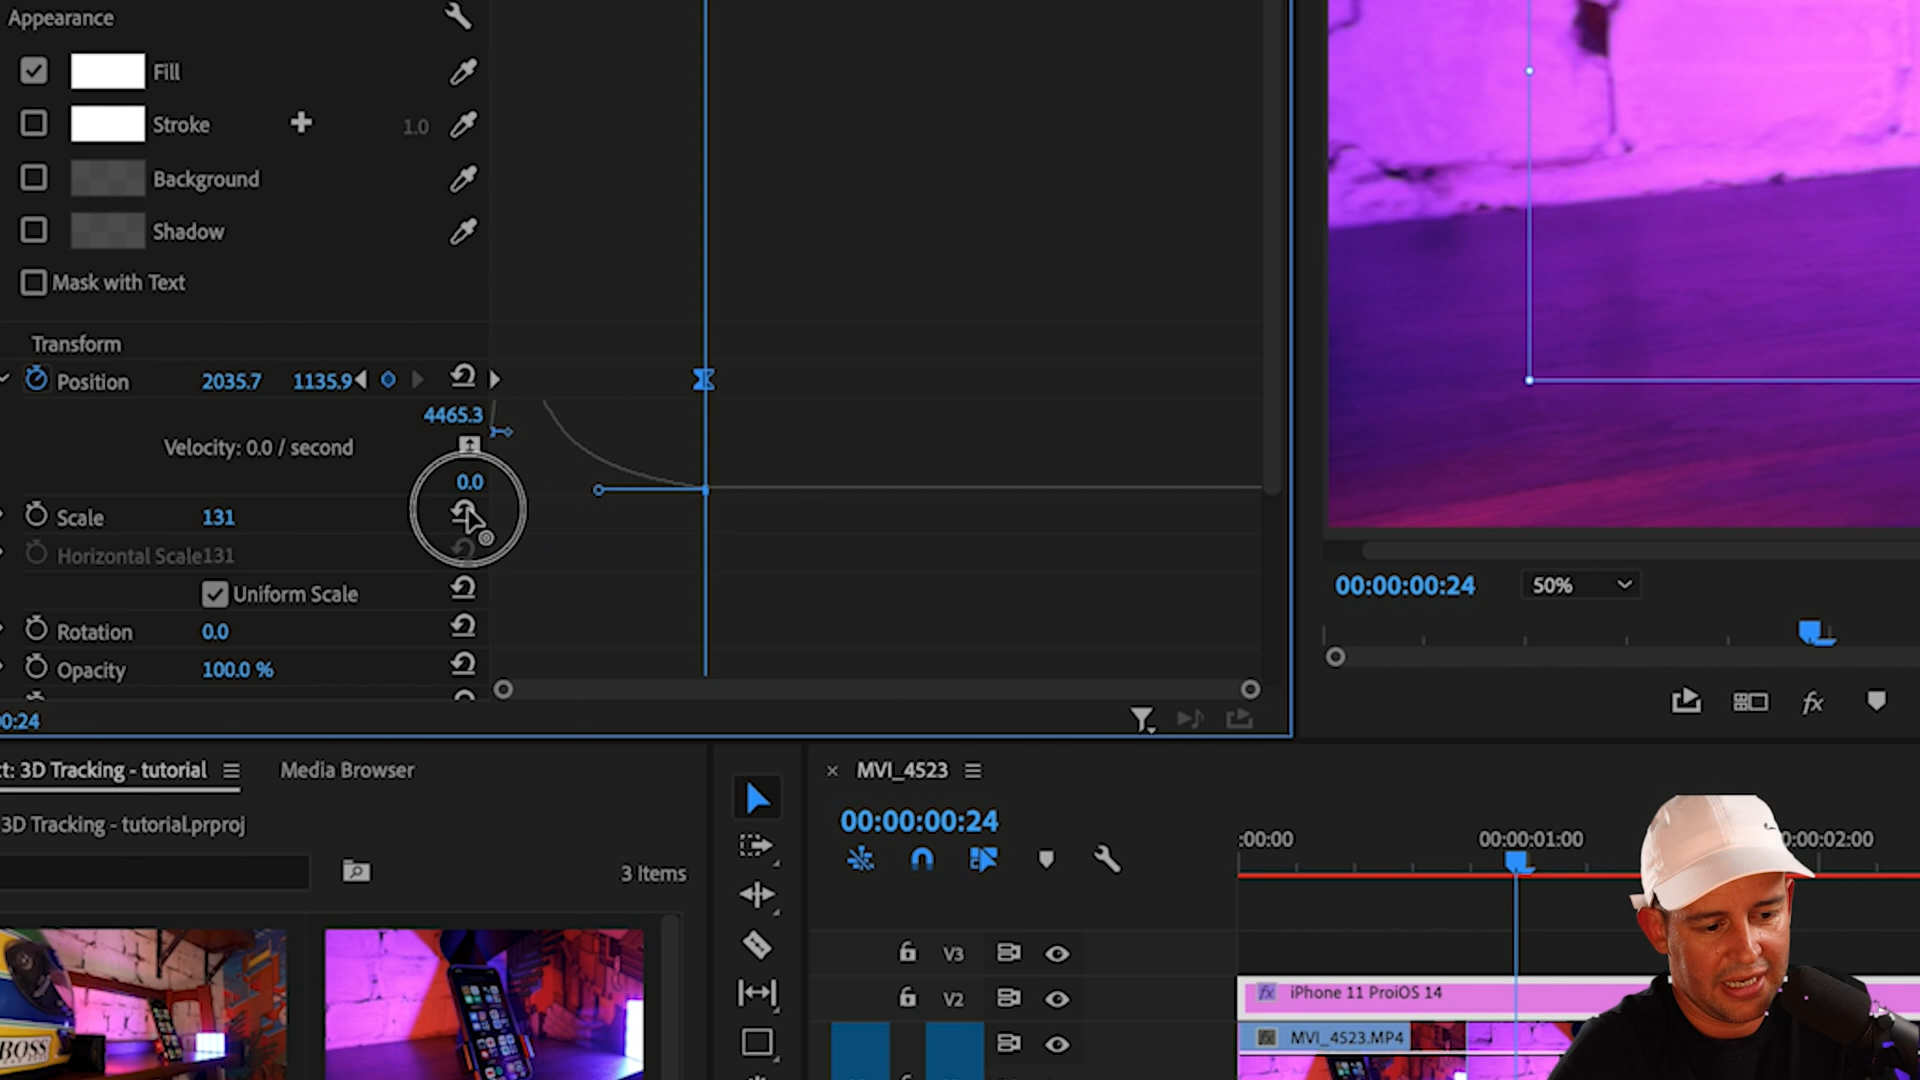 Appearance
Fill
Stroke 1.0
Background
Shadow
Mask with Text
Transform
Position 2035.7 1135.9
4465.3
Velocity: 0.0 / second
0.0
Scale 131
Horizontal Scale 131
Uniform Scale
Rotation 0.0
Opacity 100.0 %
0:24
00:00:00:24 50%
fx
t: 3D Tracking - tutorial Media Browser
3D Tracking - tutorial.prproj
3 Items
× MVI_4523
00:00:00:24
:00:00 00:00:01:00 0:00:02:00
V3
V2
fx iPhone 11 ProiOS 14
MVI_4523.MP4
BOSS